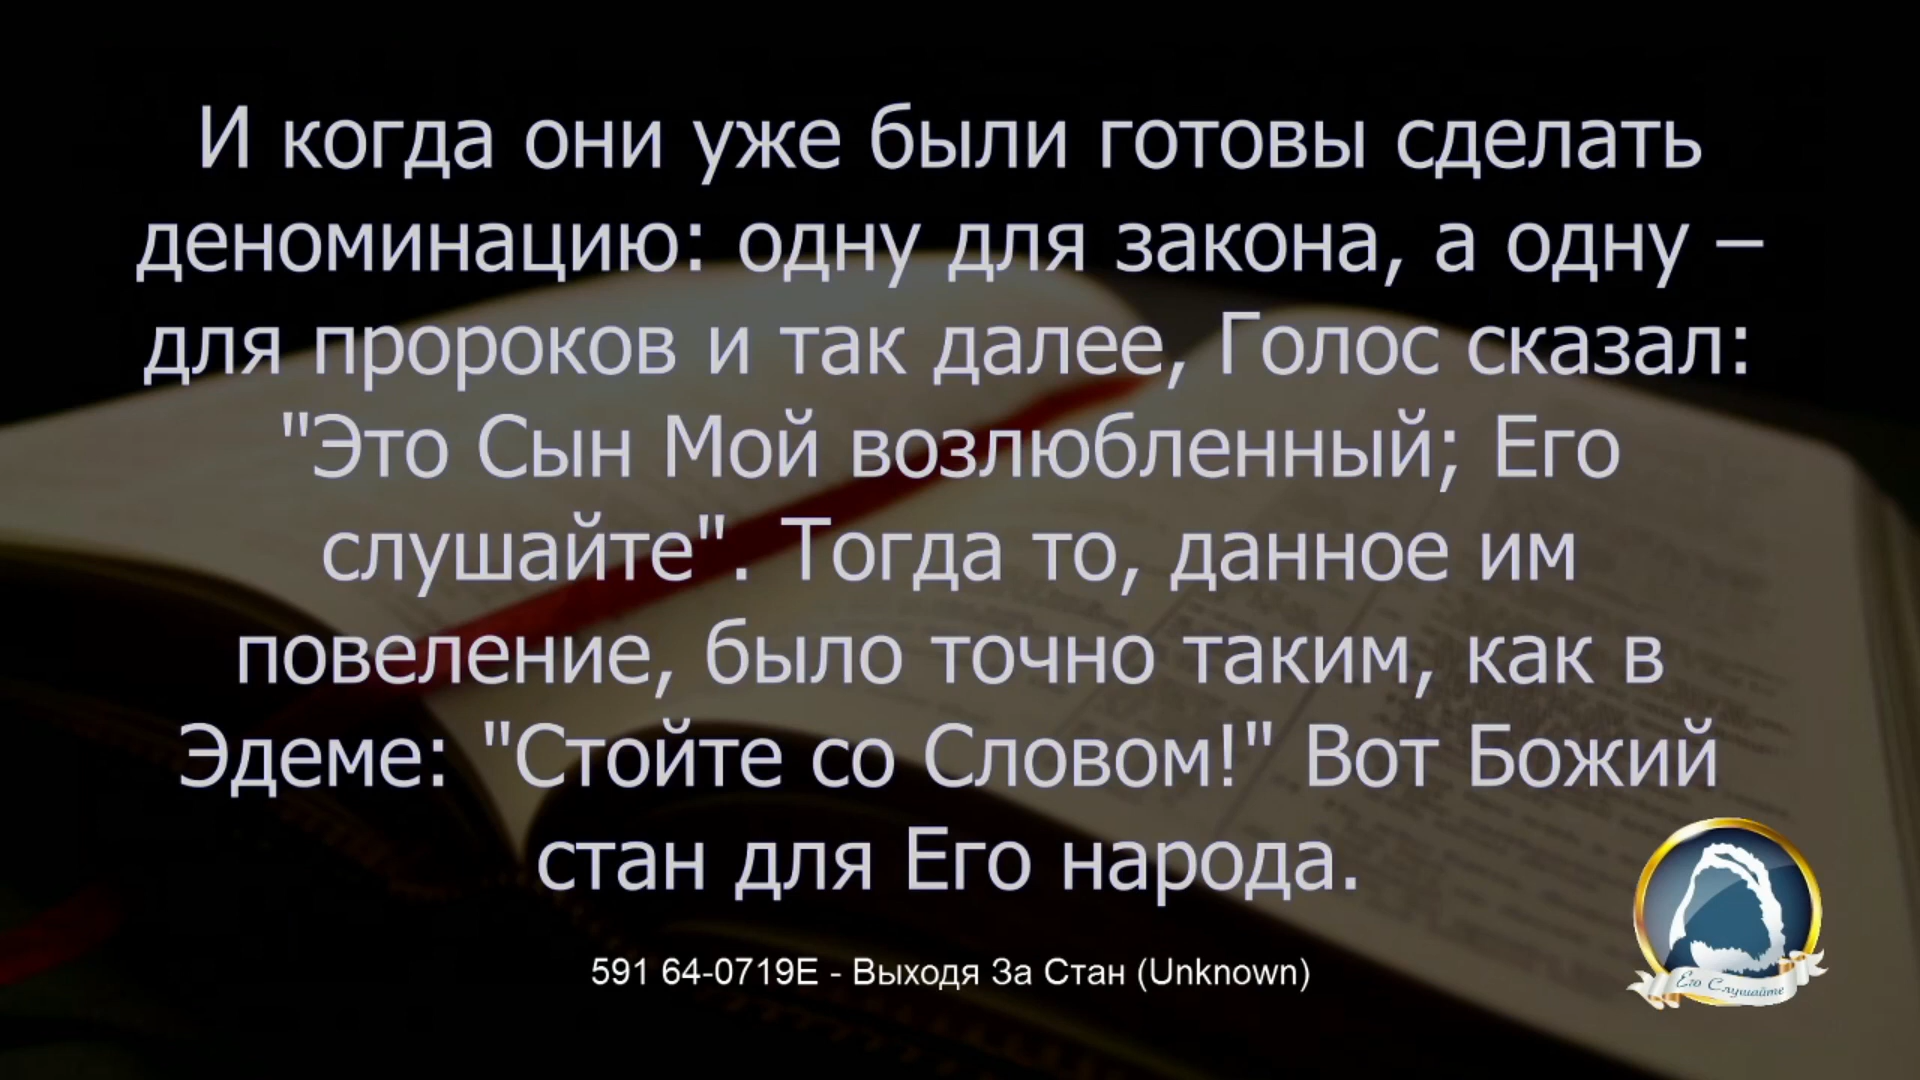 И когда они уже были готовы сделать
деноминацию: одну для закона, а одну –
для пророков и так далее, Голос сказал:
"Это Сын Мой возлюбленный; Его
слушайте". Тогда то, данное им
повеление, было точно таким, как в
Эдеме: "Стойте со Словом!" Вот Божий
стан для Его народа.
591 64-0719E - Выходя За Стан (Unknown)
Его Слушайте